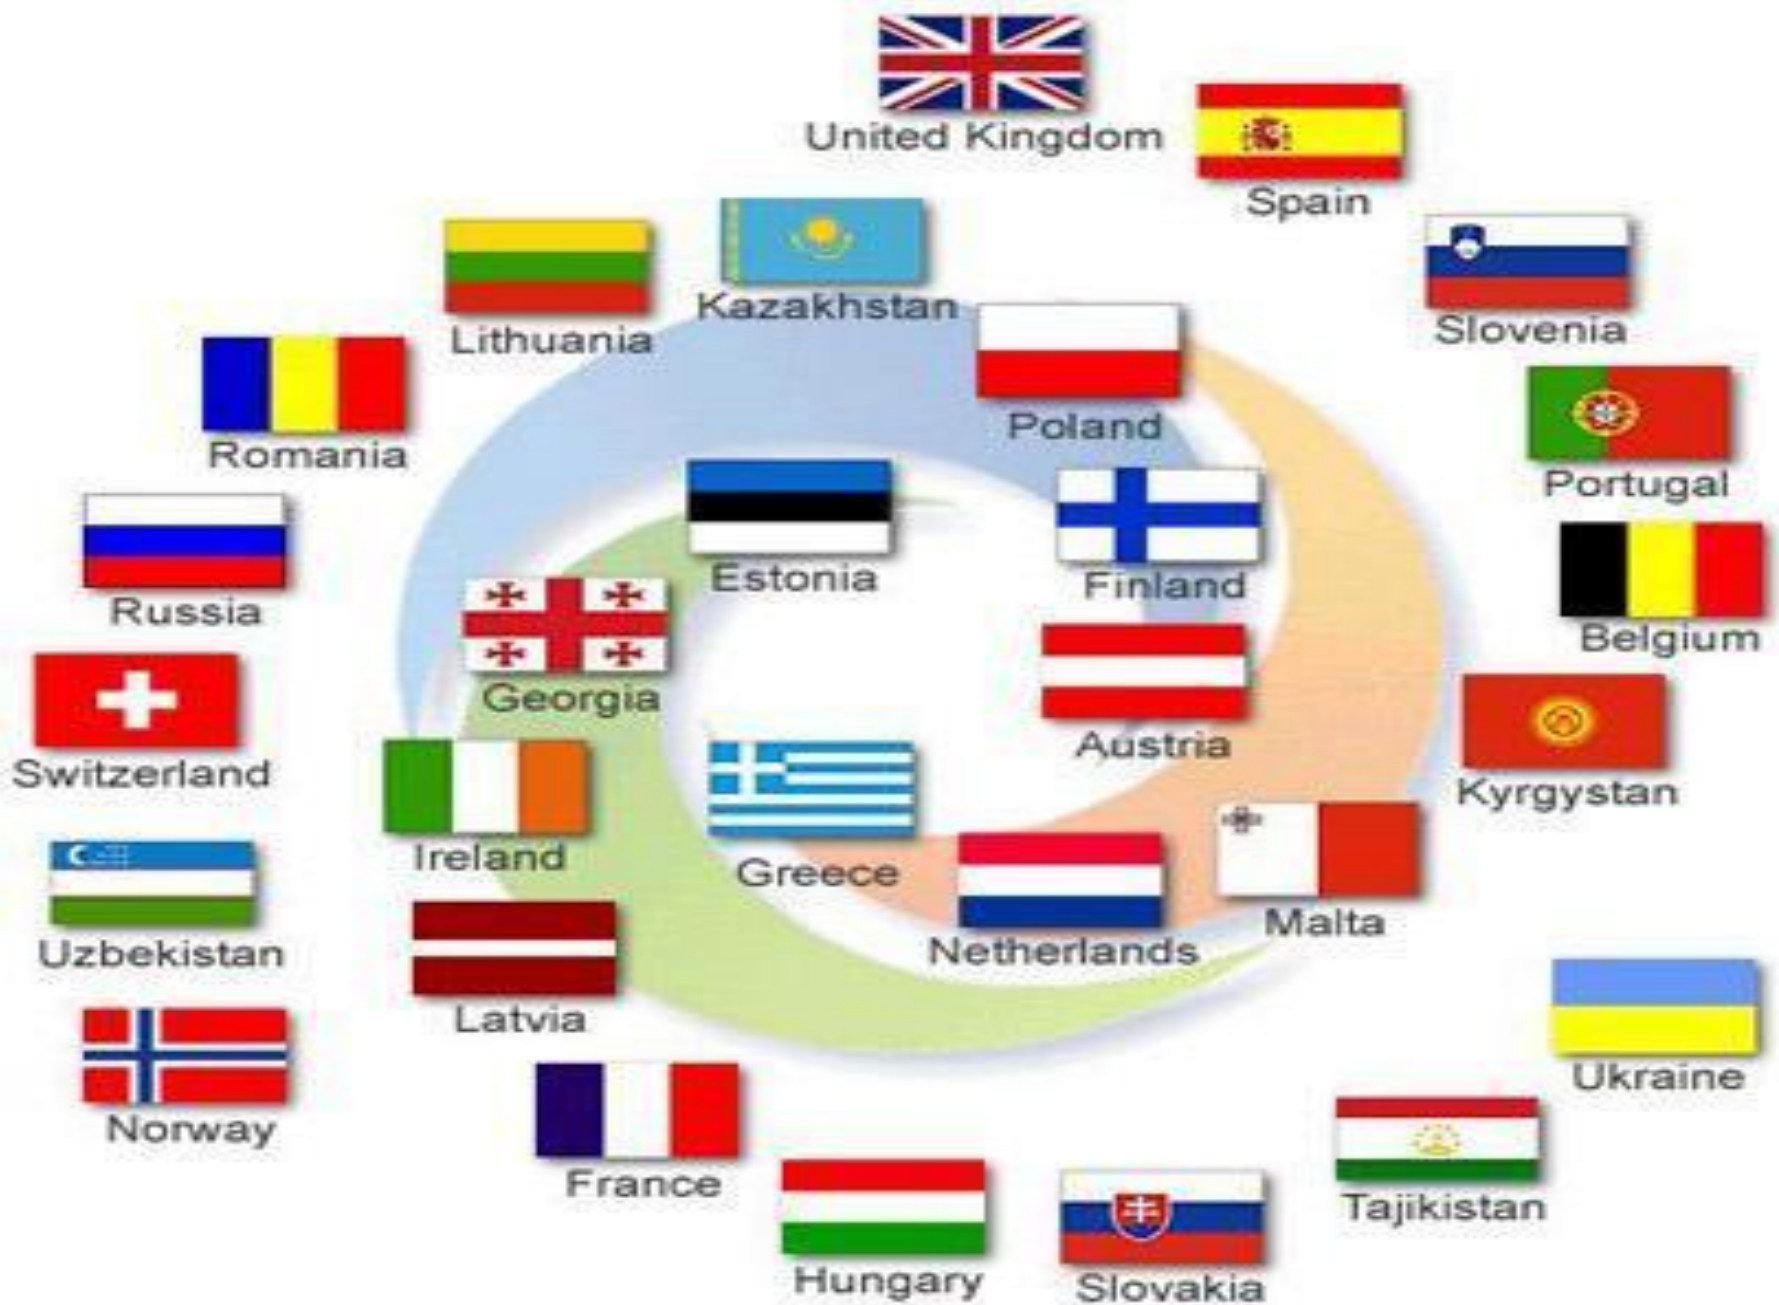 United Kingdom
Spain
Kazakhstan
Lithuania
Slovenia
Poland
Romania
Portugal
Estonia
Finland
Russia
Belgium
Georgia
Austria
Switzerland
Kyrgystan
Ireland
Greece
Malta
Uzbekistan
Netherlands
Latvia
Ukraine
Norway
France
Tajikistan
Hungary
Slovakia